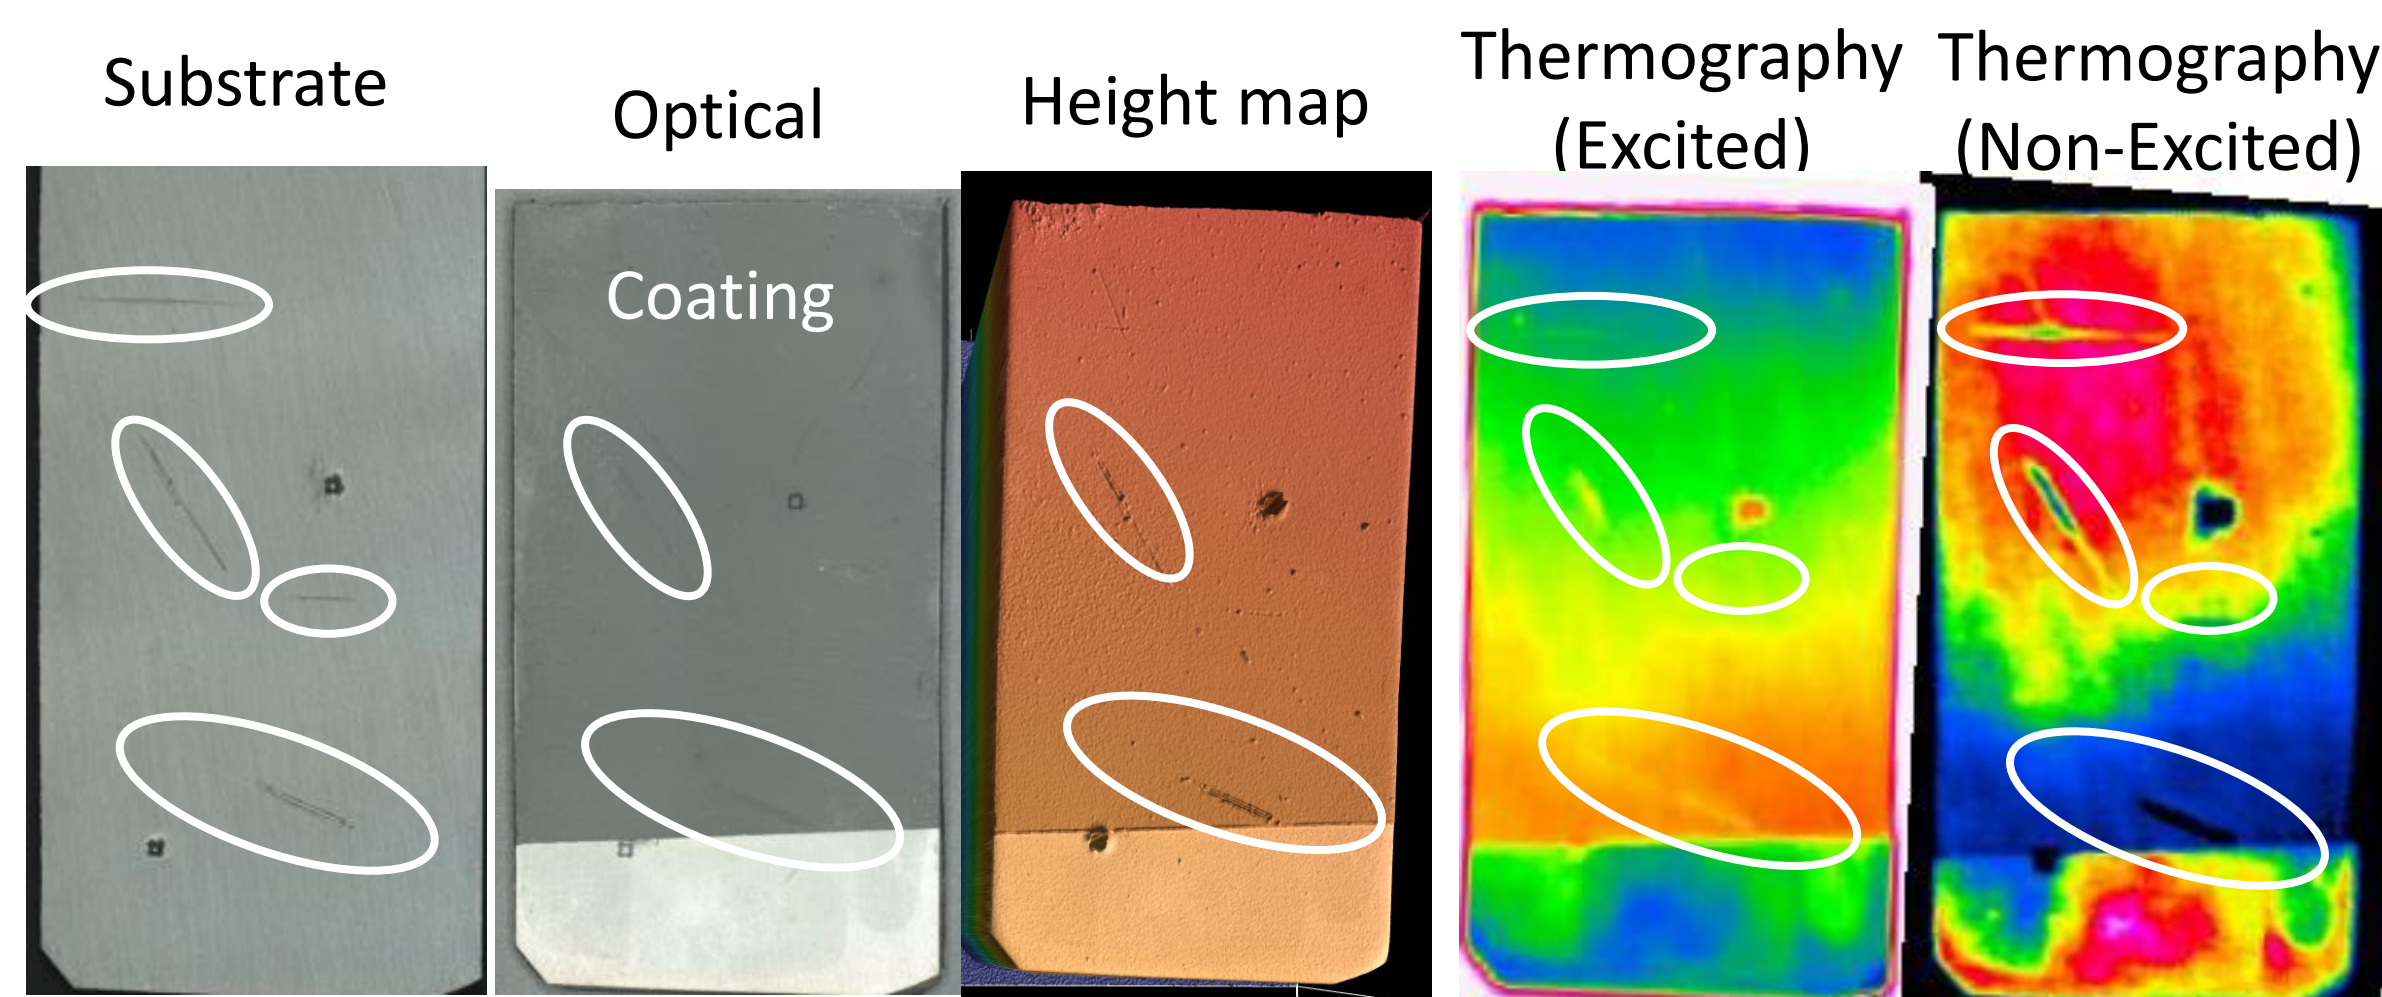 Substrate
Optical
Height map
Thermography
(Excited)
Thermography
(Non-Excited)
Coating